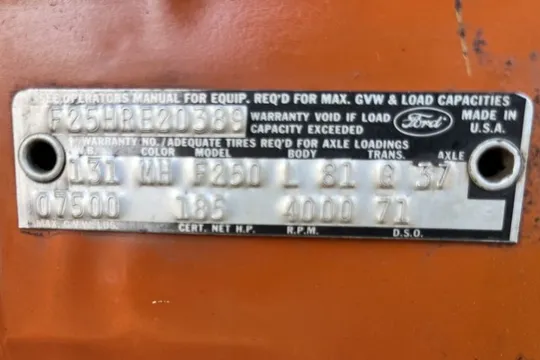 SEE OPERATORS MANUAL FOR EQUIP. REQ'D FOR MAX. GVW & LOAD CAPACITIES
F25HRE20389 WARRANTY VOID IF LOAD CAPACITY EXCEEDED Ford MADE IN U.S.A.
WARRANTY NO./ADEQUATE TIRES REQ'D FOR AXLE LOADINGS
W.B. COLOR MODEL BODY TRANS. AXLE
131 MH F250 L 81 37
07500 185 4000 71
MAX. G.V.W. LBS. CERT. NET H.P. R.P.M. D.S.O.